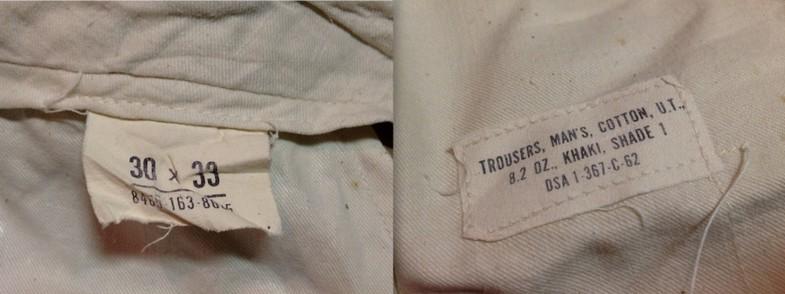 30 x 33
TROUSERS, MAN'S, COTTON, U.T.,
8.2 OZ., KHAKI, SHADE 1
DSA 1-367-C-62